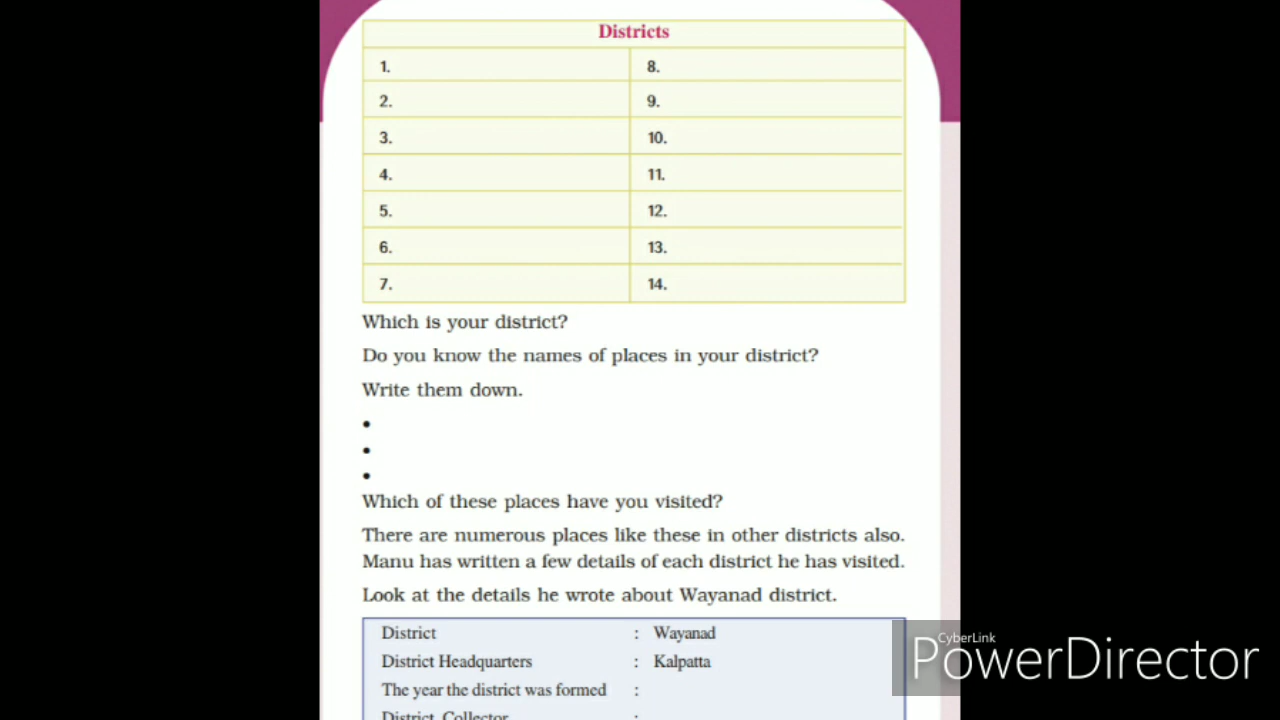 Districts
1. 8.
2. 9.
3. 10.
4. 11.
5. 12.
6. 13.
7. 14.
Which is your district?
Do you know the names of places in your district?
Write them down.
•
•
•
Which of these places have you visited?
There are numerous places like these in other districts also.
Manu has written a few details of each district he has visited.
Look at the details he wrote about Wayanad district.
District : Wayanad
District Headquarters : Kalpatta
The year the district was formed :
District Collector :
CyberLink
PowerDirector